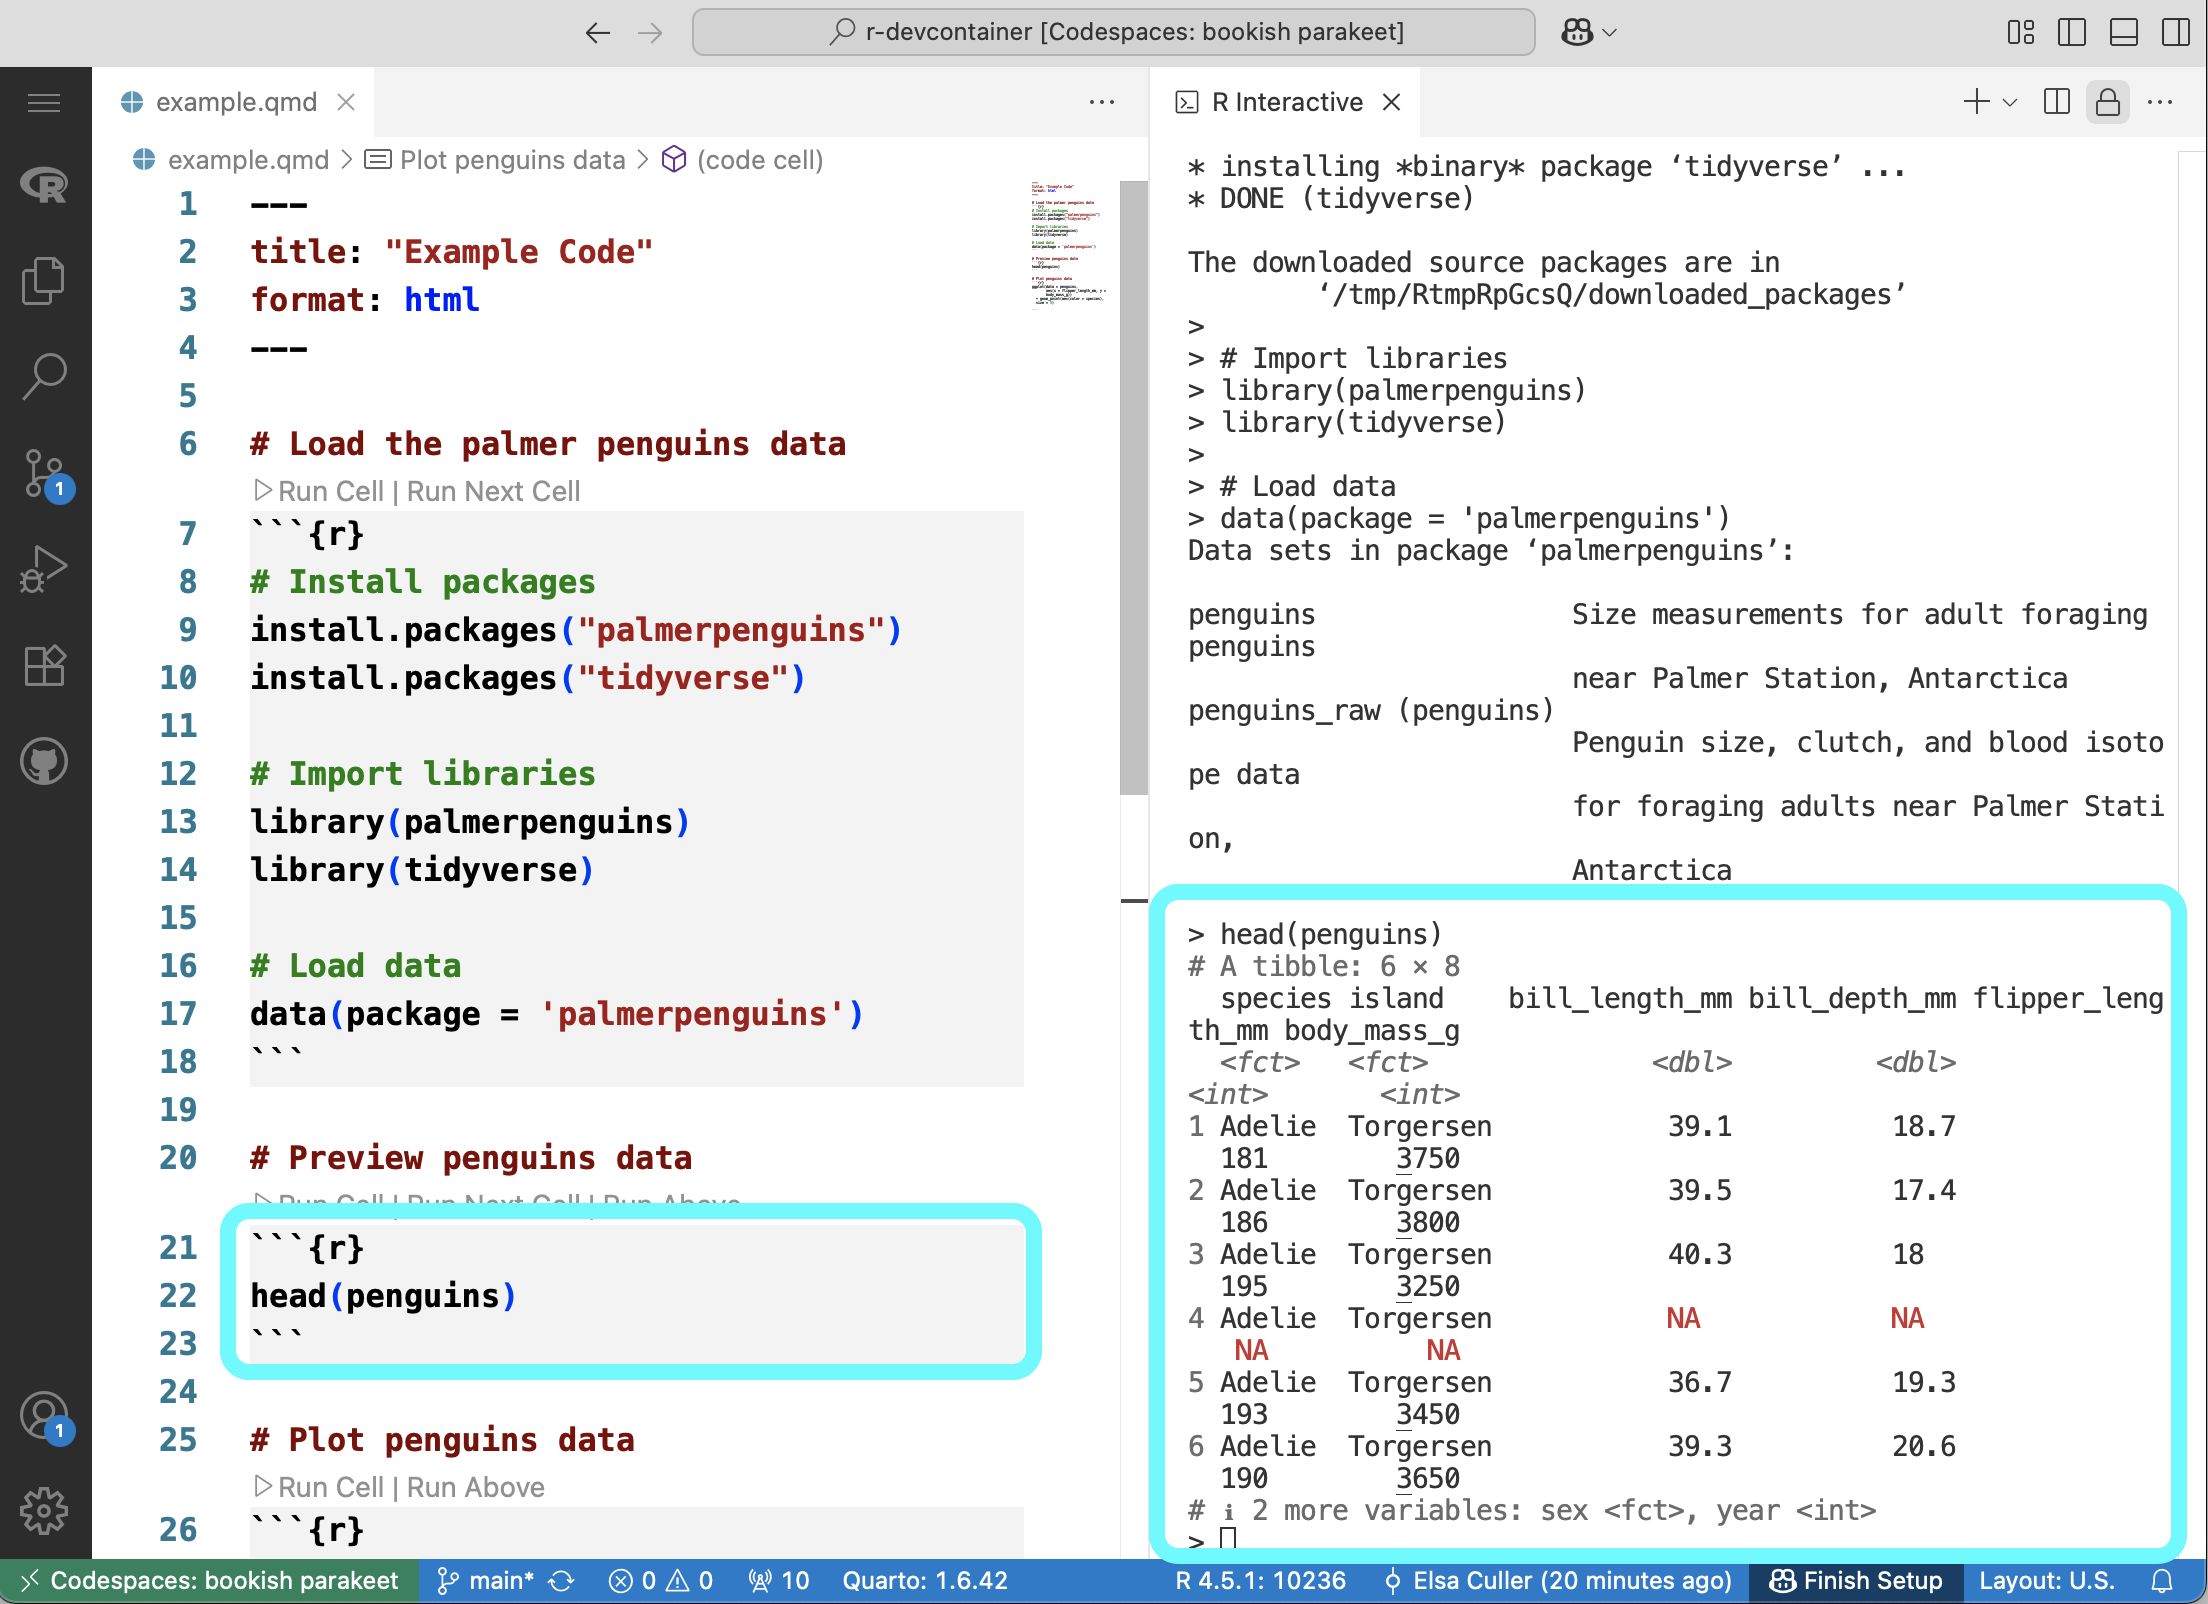 r-devcontainer [Codespaces: bookish parakeet]
example.qmd
example.qmd > Plot penguins data > (code cell)
1 ---
2 title: "Example Code"
3 format: html
4 ---
5
6 # Load the palmer penguins data
Run Cell | Run Next Cell
7 ```{r}
8 # Install packages
9 install.packages("palmerpenguins")
10 install.packages("tidyverse")
11
12 # Import libraries
13 library(palmerpenguins)
14 library(tidyverse)
15
16 # Load data
17 data(package = 'palmerpenguins')
18 ```
19
20 # Preview penguins data
Run Cell | Run Next Cell | Run Above
21 ```{r}
22 head(penguins)
23 ```
24
25 # Plot penguins data
Run Cell | Run Above
26 ```{r}
1
1
R Interactive
* installing *binary* package ‘tidyverse’ ...
* DONE (tidyverse)
The downloaded source packages are in
‘/tmp/RtmpRpGcsQ/downloaded_packages’
>
> # Import libraries
> library(palmerpenguins)
> library(tidyverse)
>
> # Load data
> data(package = 'palmerpenguins')
Data sets in package ‘palmerpenguins’:
penguins Size measurements for adult foraging
penguins
near Palmer Station, Antarctica
penguins_raw (penguins)
Penguin size, clutch, and blood isoto
pe data
for foraging adults near Palmer Stati
on,
Antarctica
> head(penguins)
# A tibble: 6 × 8
species island bill_length_mm bill_depth_mm flipper_leng
th_mm body_mass_g
<fct> <fct> <dbl> <dbl>
<int> <int>
1 Adelie Torgersen 39.1 18.7
181 3750
2 Adelie Torgersen 39.5 17.4
186 3800
3 Adelie Torgersen 40.3 18
195 3250
4 Adelie Torgersen NA NA
NA NA
5 Adelie Torgersen 36.7 19.3
193 3450
6 Adelie Torgersen 39.3 20.6
190 3650
# ℹ 2 more variables: sex <fct>, year <int>
>
Codespaces: bookish parakeet main* 0 0 10 Quarto: 1.6.42 R 4.5.1: 10236 Elsa Culler (20 minutes ago) Finish Setup Layout: U.S.